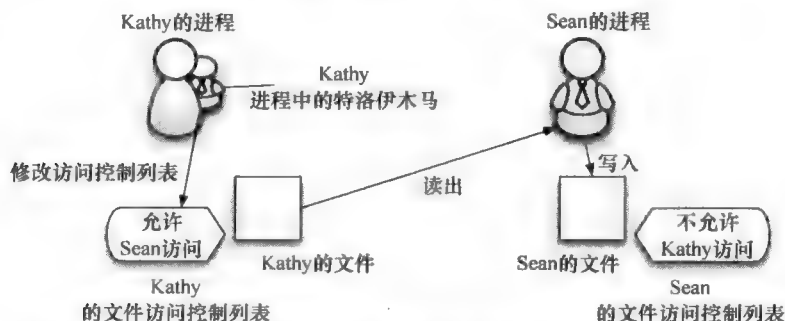 Kathy的进程
Sean的进程
Kathy
进程中的特洛伊木马
修改访问控制列表
读出
写入
允许
Sean访问
Kathy的文件
Sean的文件
不允许
Kathy访问
Kathy
的文件访问控制列表
Sean
的文件访问控制列表